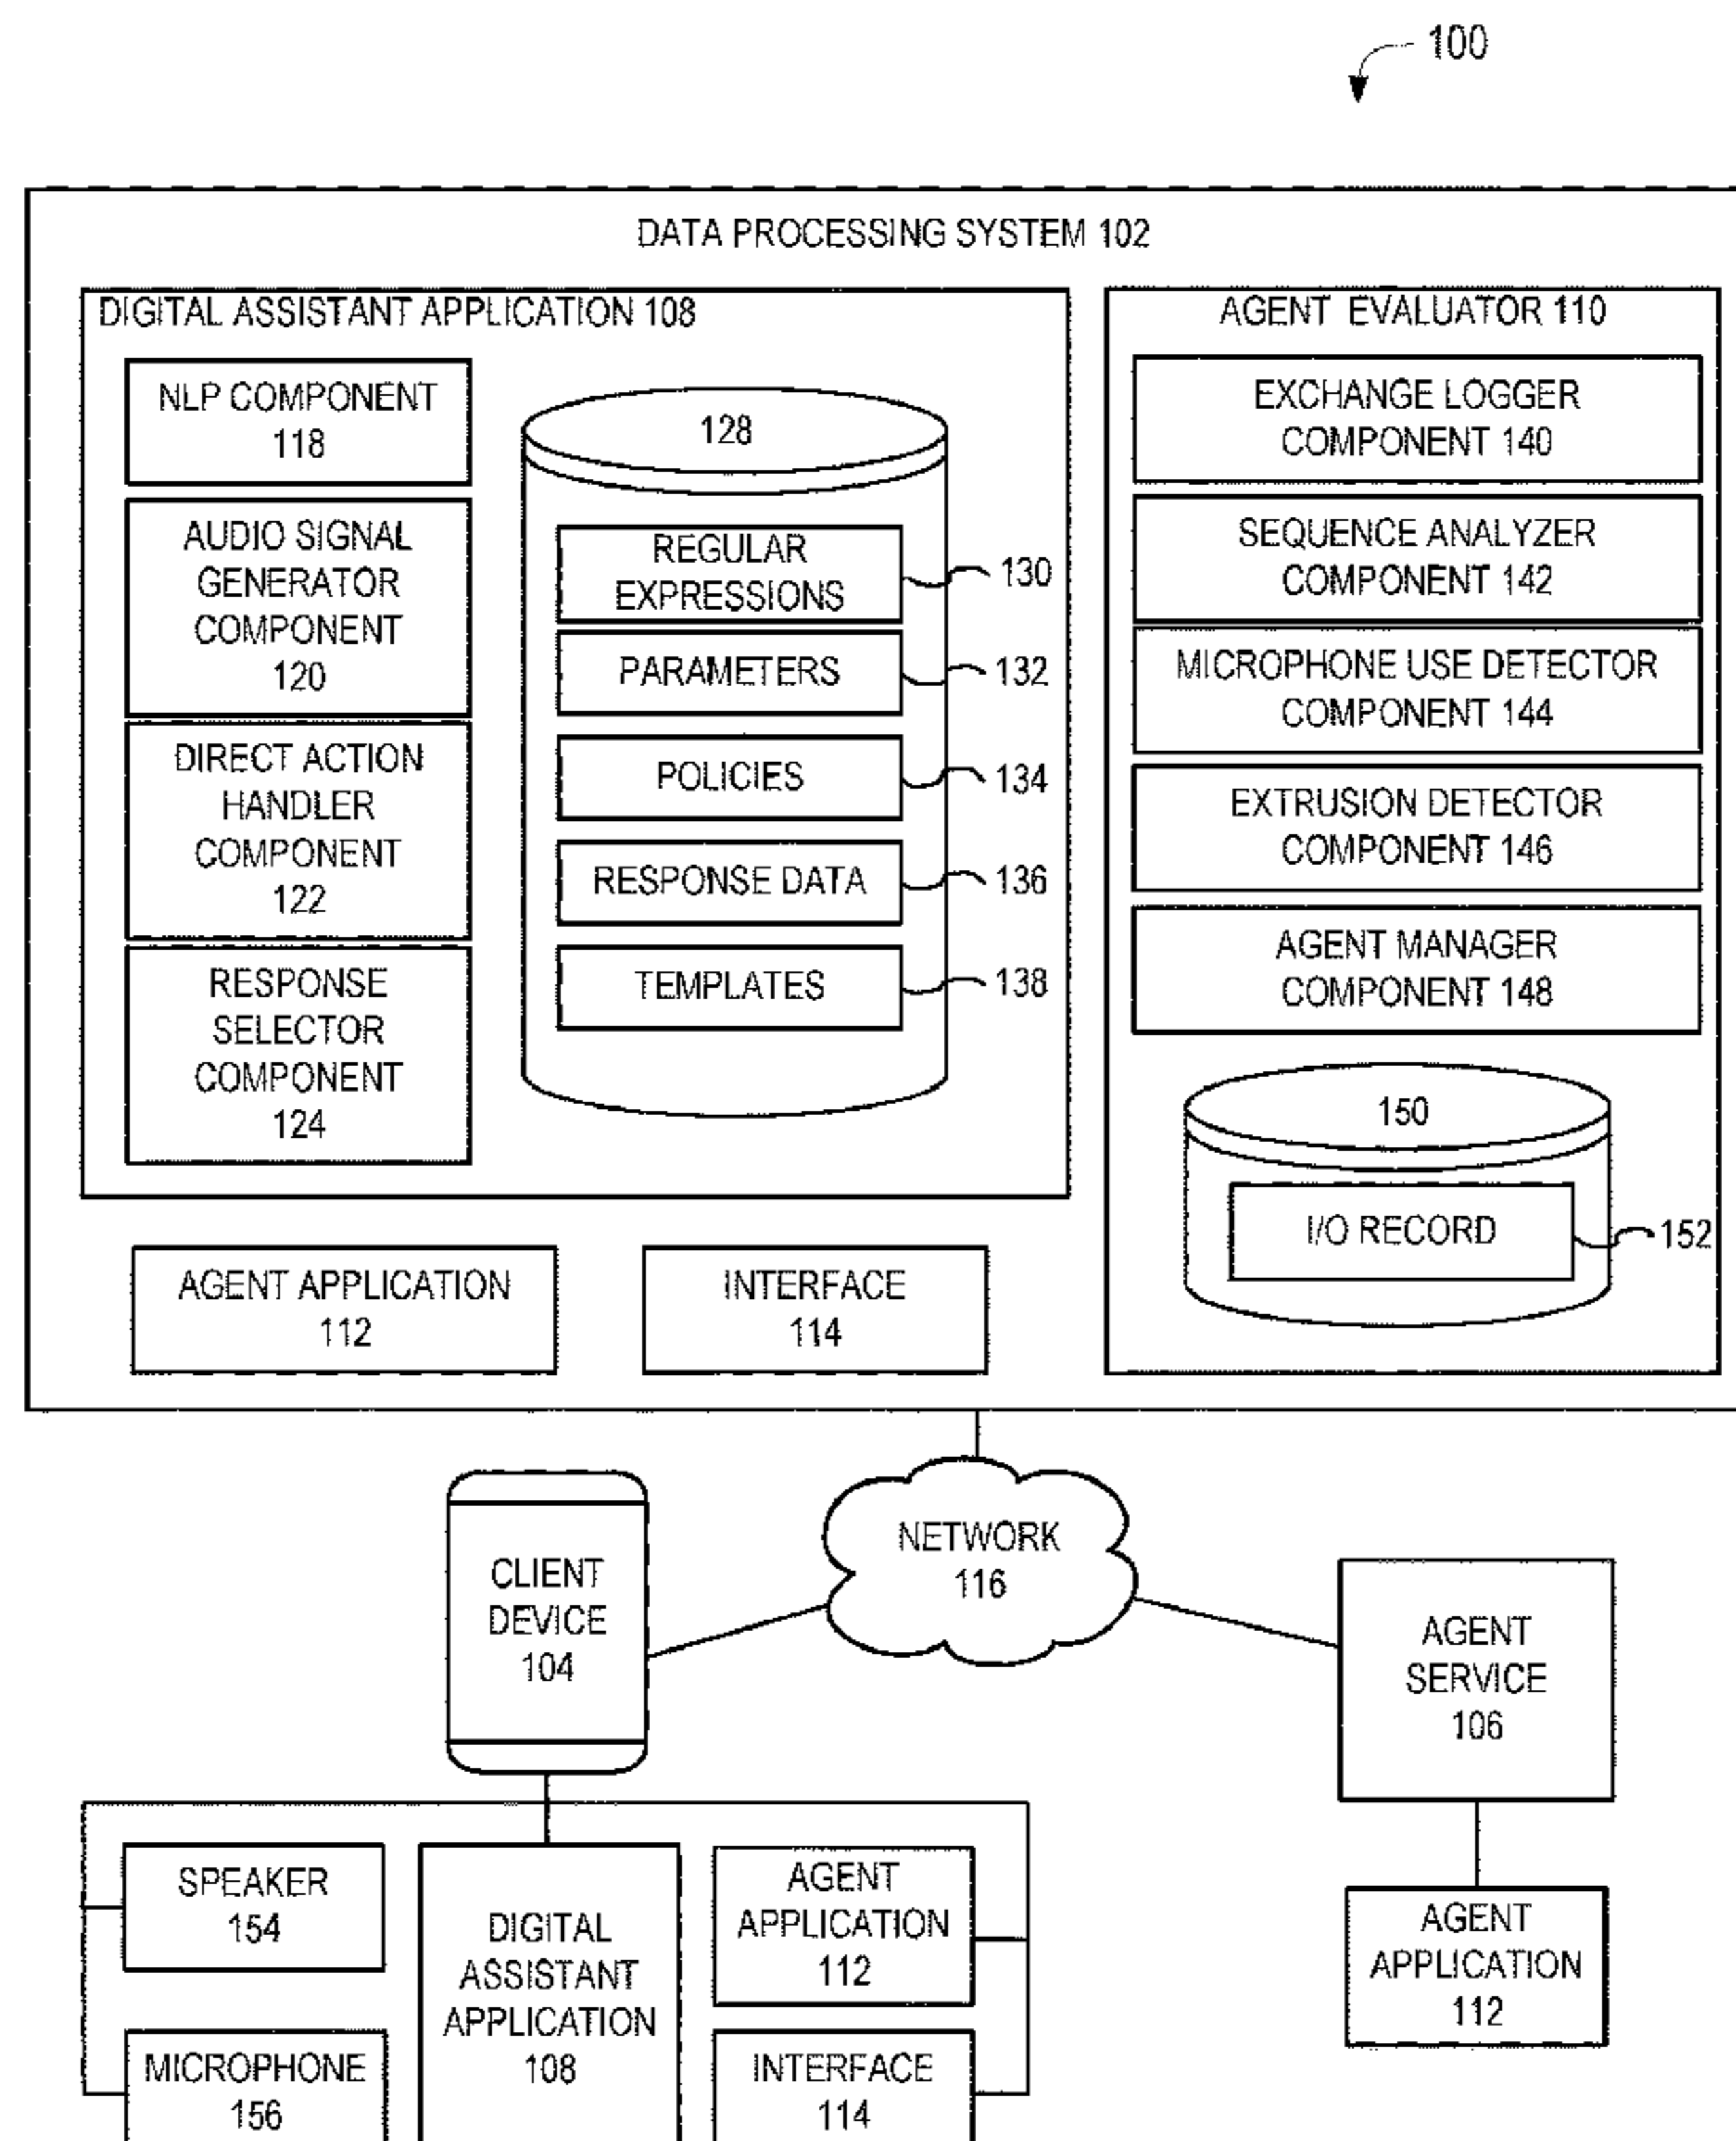 100
DATA PROCESSING SYSTEM 102
DIGITAL ASSISTANT APPLICATION 108
NLP COMPONENT
118
AUDIO SIGNAL
GENERATOR
COMPONENT
120
DIRECT ACTION
HANDLER
COMPONENT
122
RESPONSE
SELECTOR
COMPONENT
124
128
REGULAR
EXPRESSIONS
130
PARAMETERS
132
POLICIES
134
RESPONSE DATA
136
TEMPLATES
138
AGENT EVALUATOR 110
EXCHANGE LOGGER
COMPONENT 140
SEQUENCE ANALYZER
COMPONENT 142
MICROPHONE USE DETECTOR
COMPONENT 144
EXTRUSION DETECTOR
COMPONENT 146
AGENT MANAGER
COMPONENT 148
150
I/O RECORD
152
AGENT APPLICATION
112
INTERFACE
114
NETWORK
116
CLIENT
DEVICE
104
AGENT
SERVICE
106
SPEAKER
154
MICROPHONE
156
DIGITAL
ASSISTANT
APPLICATION
108
AGENT
APPLICATION
112
INTERFACE
114
AGENT
APPLICATION
112